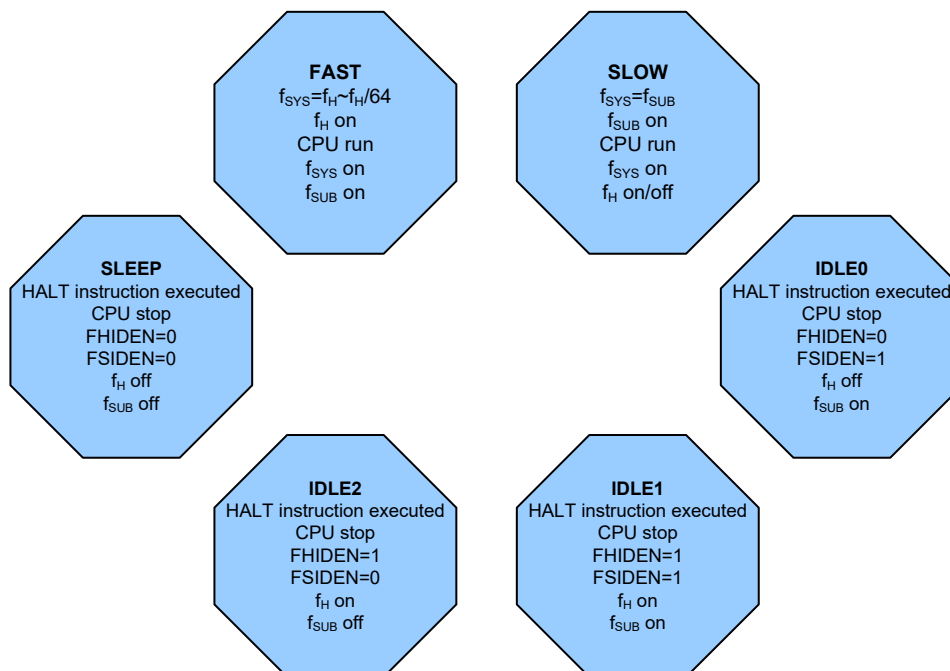 FAST
fSYS=fH~fH/64
fH on
CPU run
fSYS on
fSUB on
SLOW
fSYS=fSUB
fSUB on
CPU run
fSYS on
fH on/off
SLEEP
HALT instruction executed
CPU stop
FHIDEN=0
FSIDEN=0
fH off
fSUB off
IDLE0
HALT instruction executed
CPU stop
FHIDEN=0
FSIDEN=1
fH off
fSUB on
IDLE2
HALT instruction executed
CPU stop
FHIDEN=1
FSIDEN=0
fH on
fSUB off
IDLE1
HALT instruction executed
CPU stop
FHIDEN=1
FSIDEN=1
fH on
fSUB on